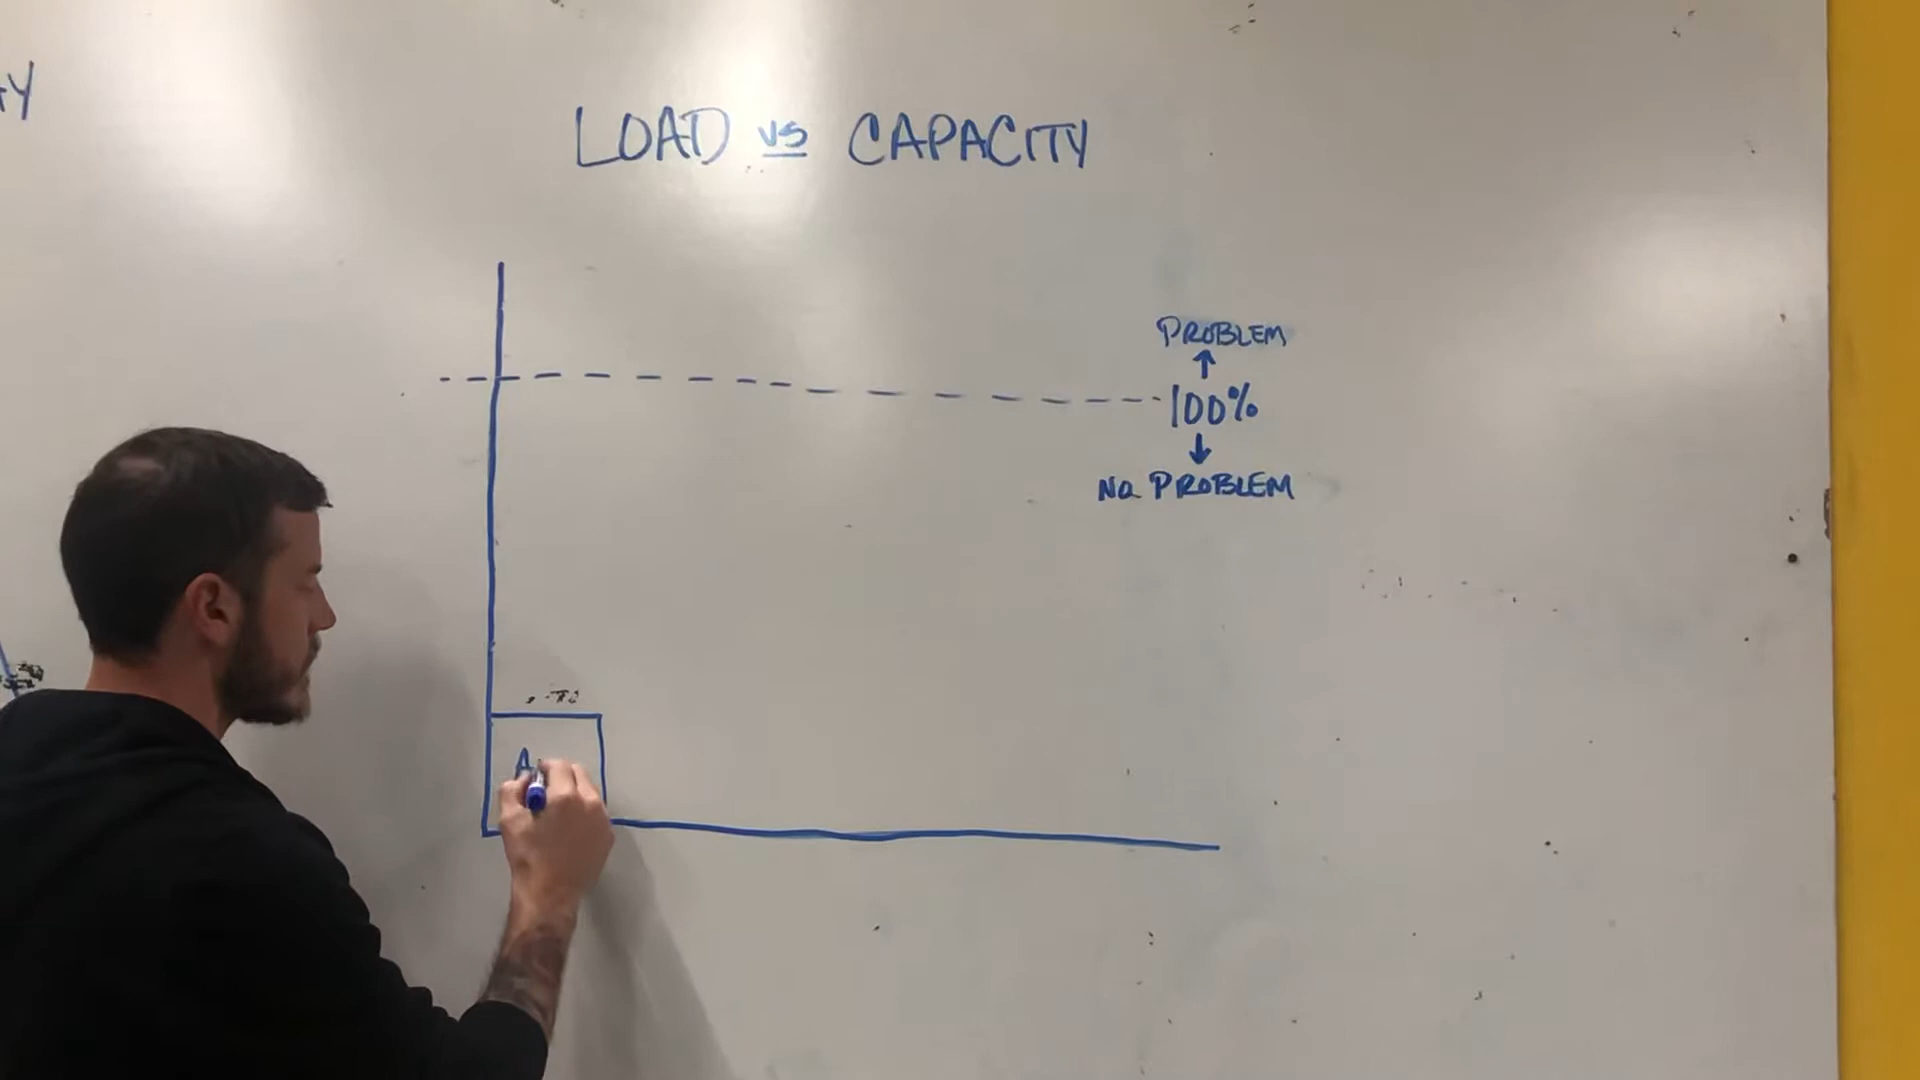 LOAD vs CAPACITY
PROBLEM
↑
100%
↓
No PROBLEM
A